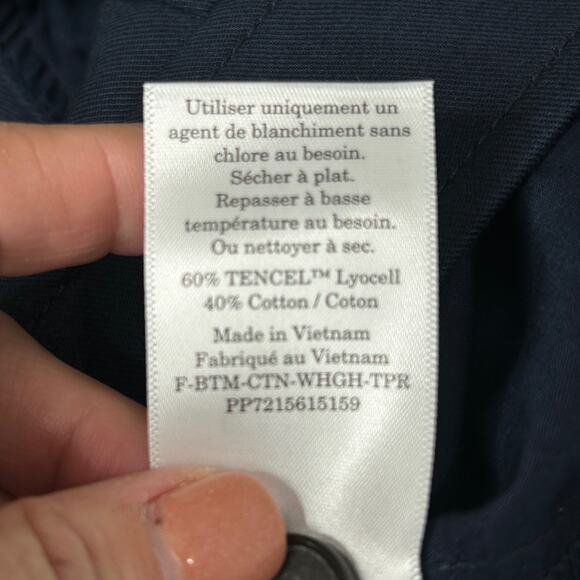 Utiliser uniquement un
agent de blanchiment sans
chlore au besoin.
Sécher à plat.
Repasser à basse
température au besoin.
Ou nettoyer à sec.
60% TENCEL™ Lyocell
40% Cotton / Coton
Made in Vietnam
Fabriqué au Vietnam
F-BTM-CTN-WHGH-TPR
PP7215615159